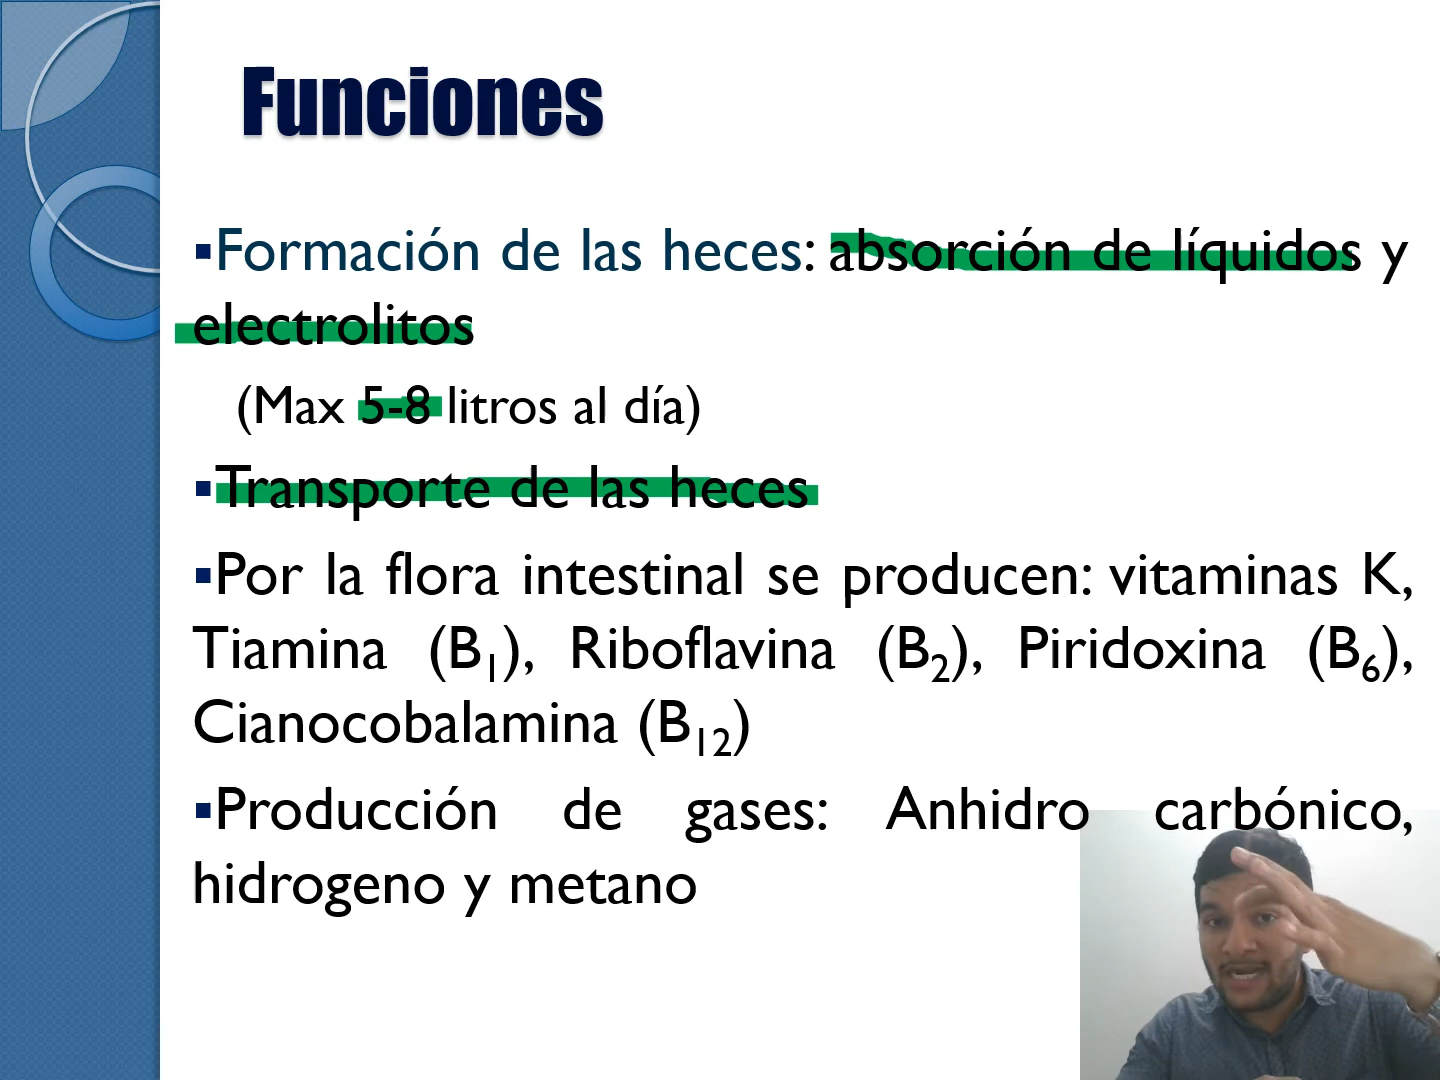 Funciones
▪Formación de las heces: absorción de líquidos y
electrolitos
(Max 5-8 litros al día)
▪Transporte de las heces
▪Por la flora intestinal se producen: vitaminas K,
Tiamina (B₁), Riboflavina (B₂), Piridoxina (B₆),
Cianocobalamina (B₁₂)
▪Producción de gases: Anhidro carbónico,
hidrogeno y metano